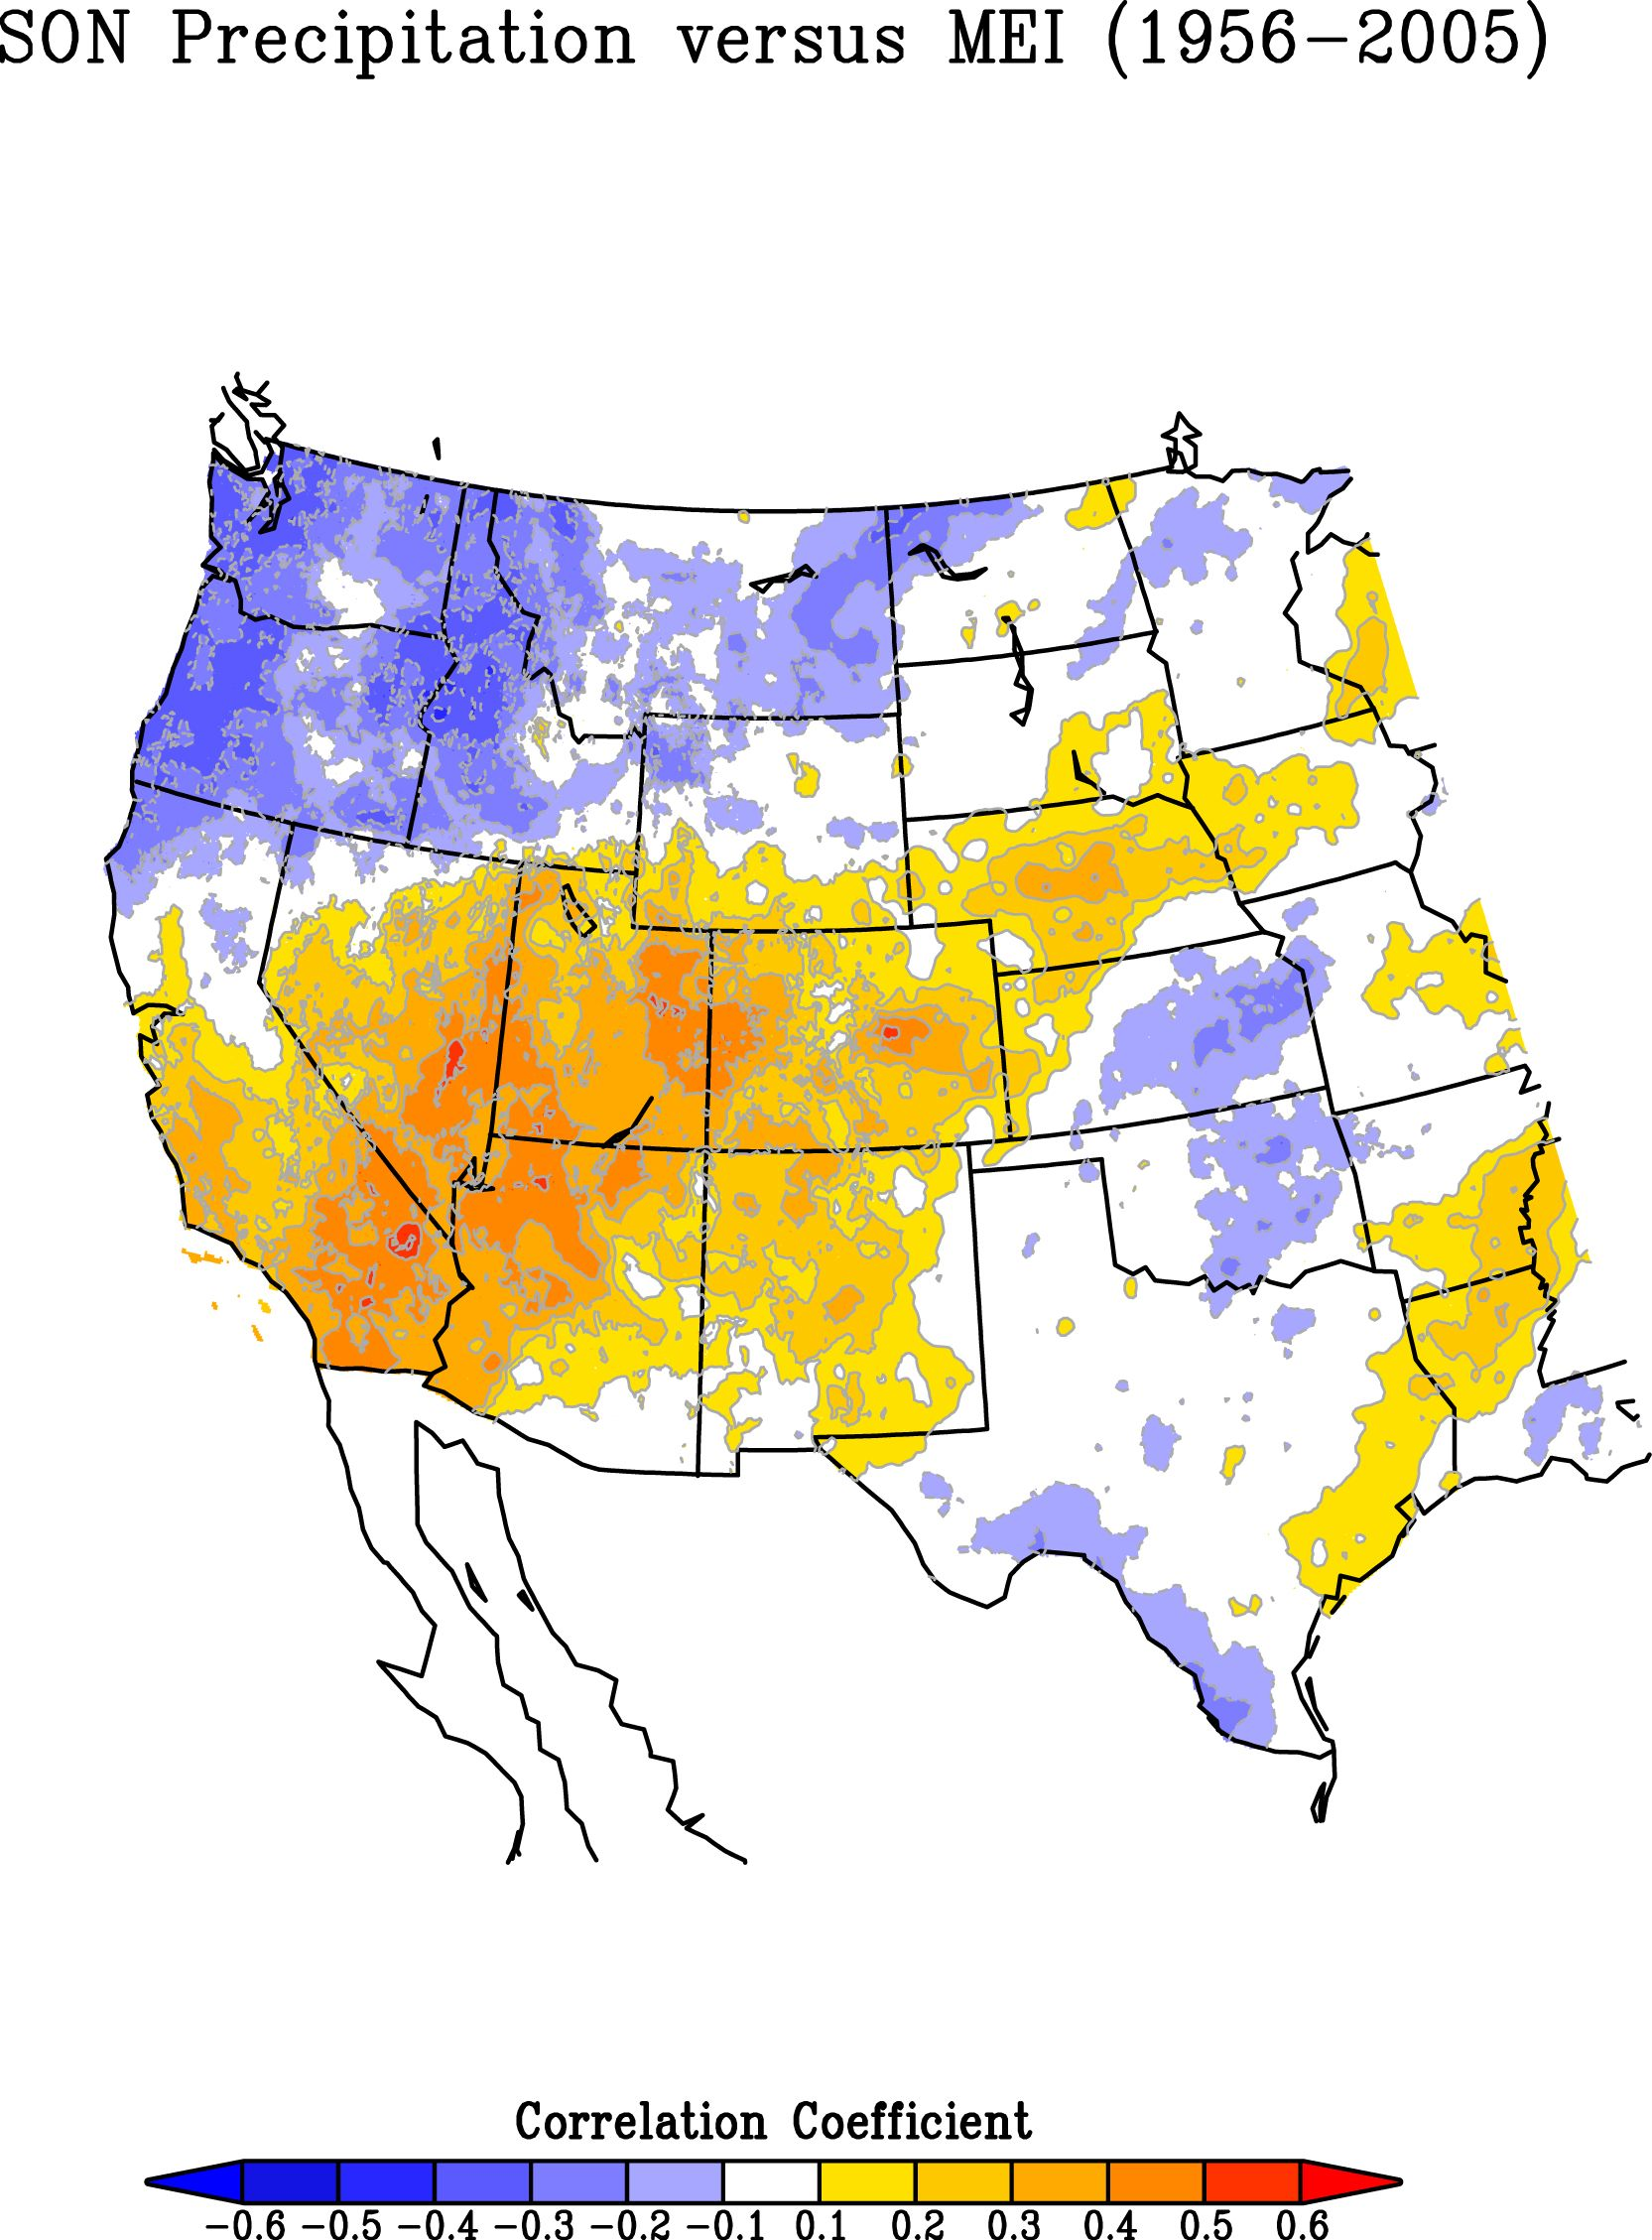 SON Precipitation versus MEI (1956−2005)
Correlation Coefficient
−0.6 −0.5 −0.4 −0.3 −0.2 −0.1 0.1 0.2 0.3 0.4 0.5 0.6